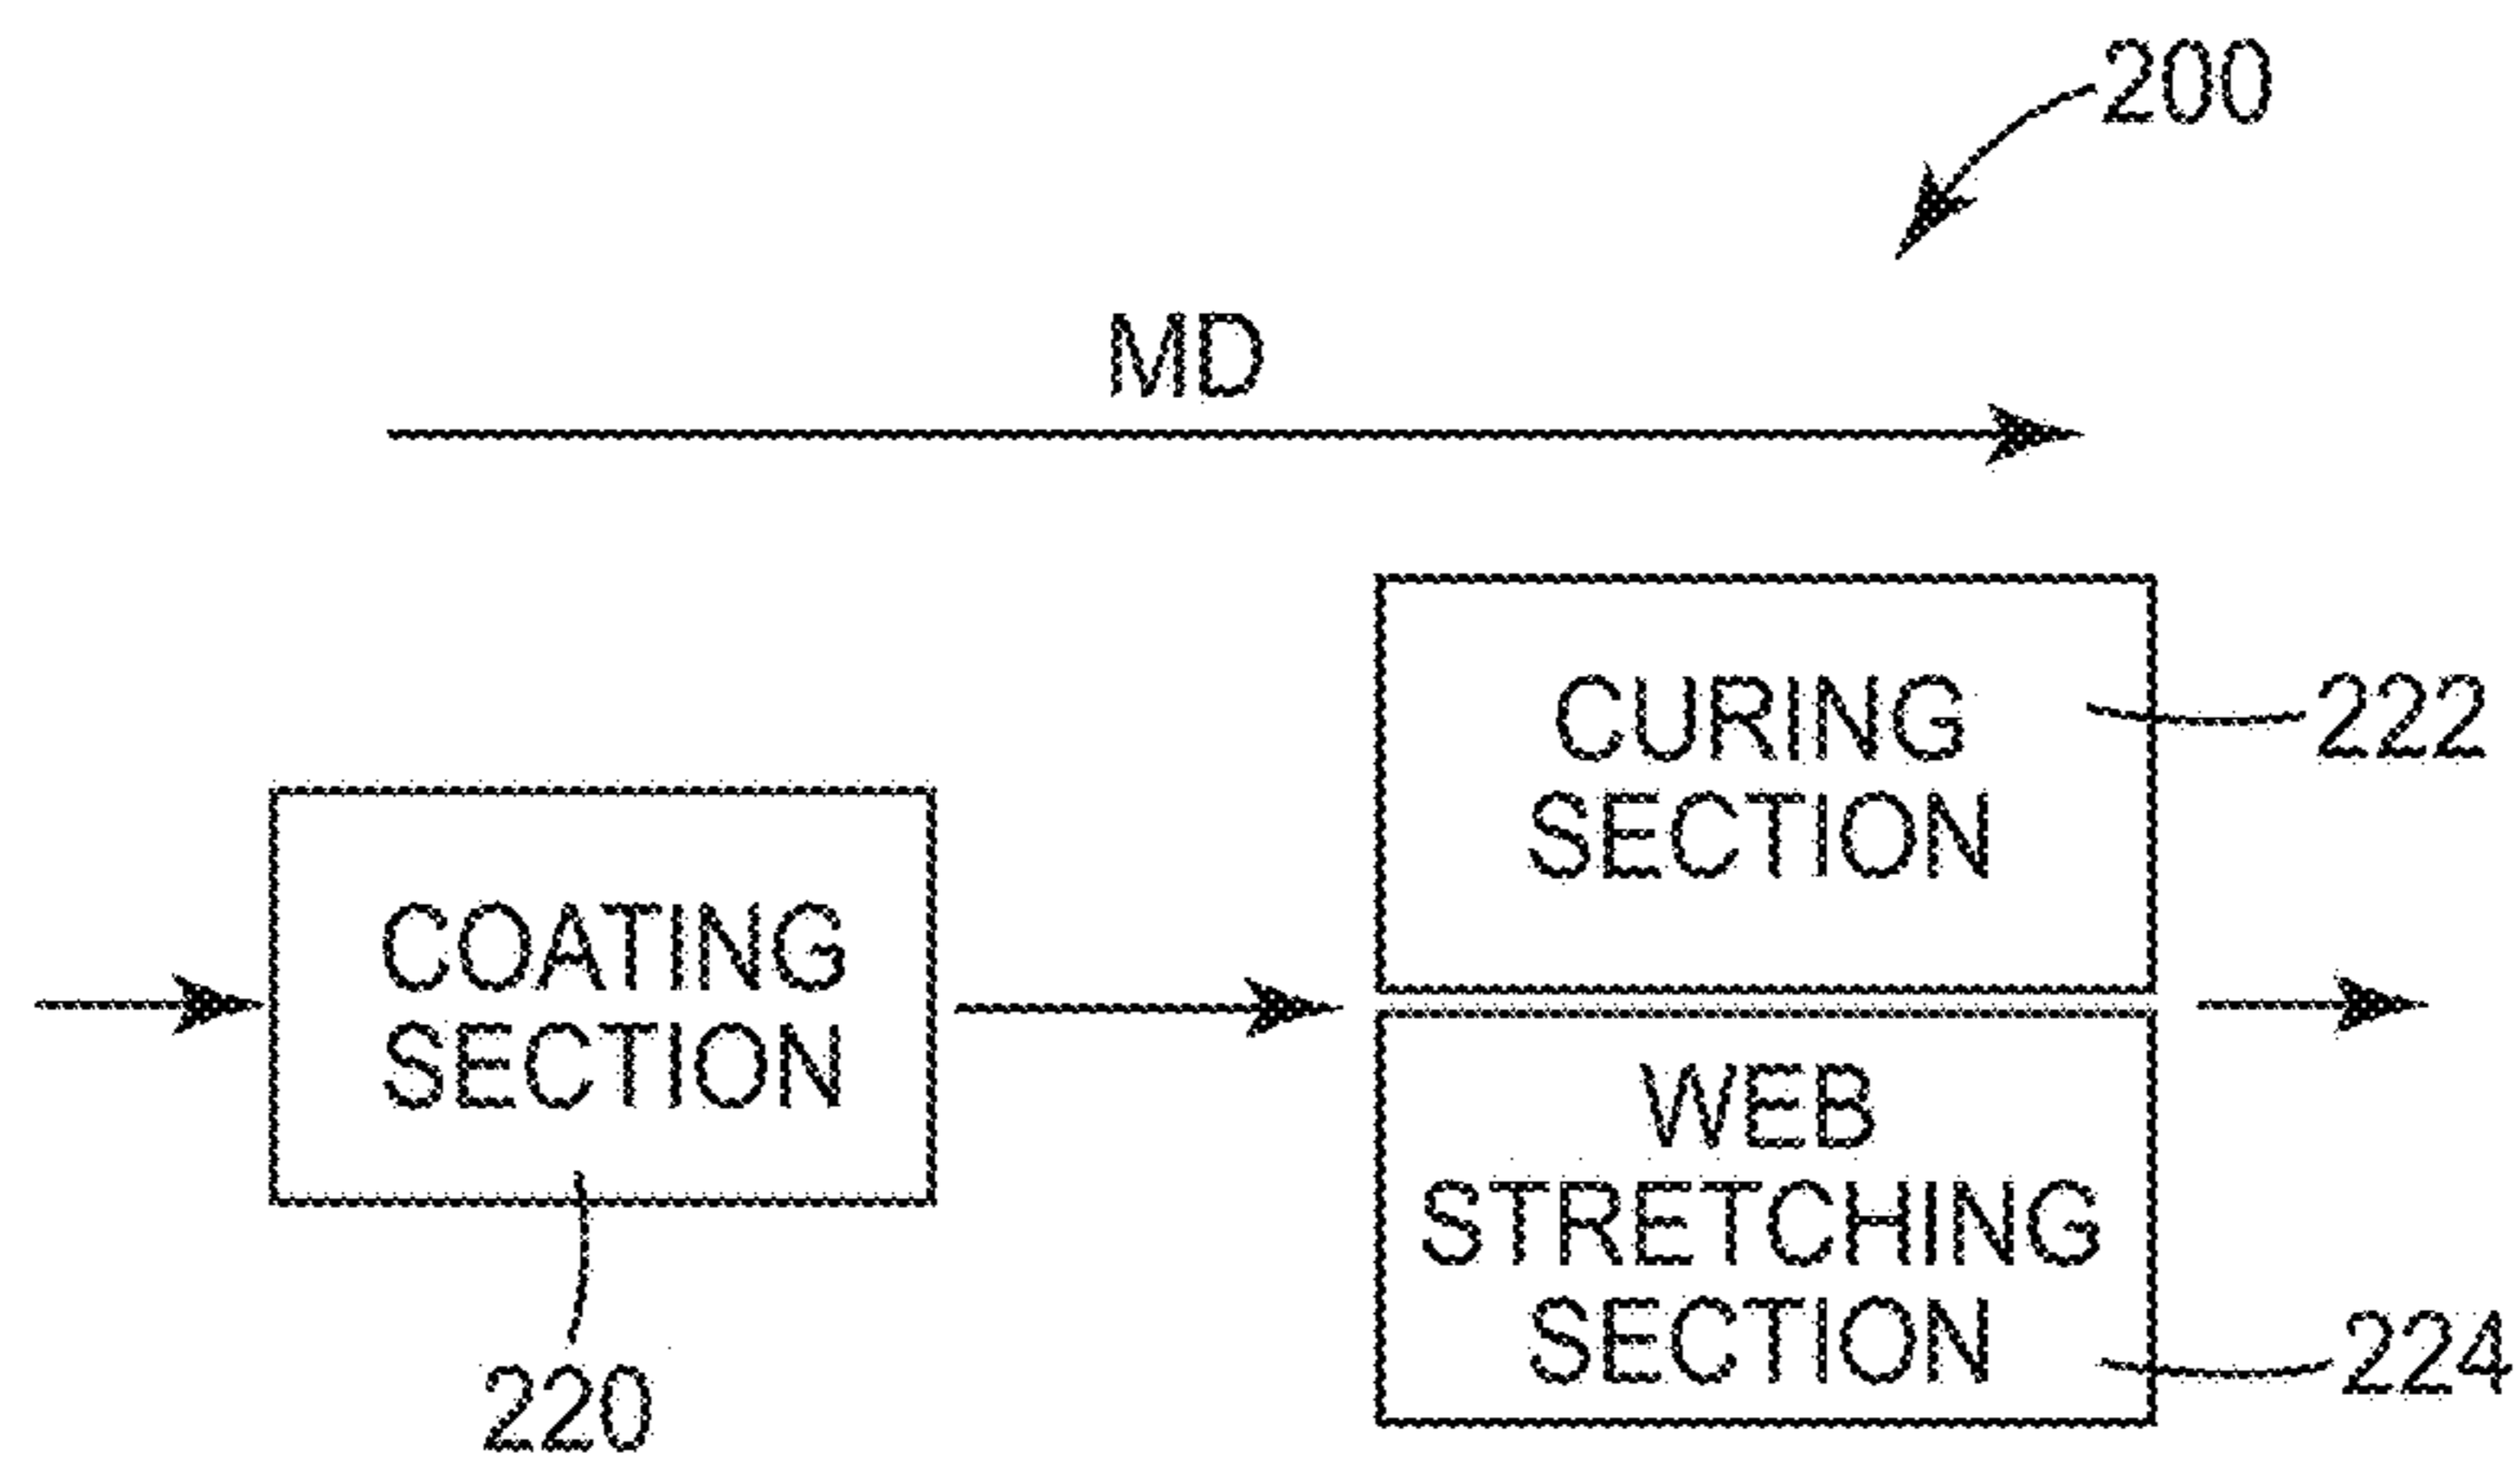 200
MD
CURING
SECTION
222
COATING
SECTION
220
WEB
STRETCHING
SECTION
224